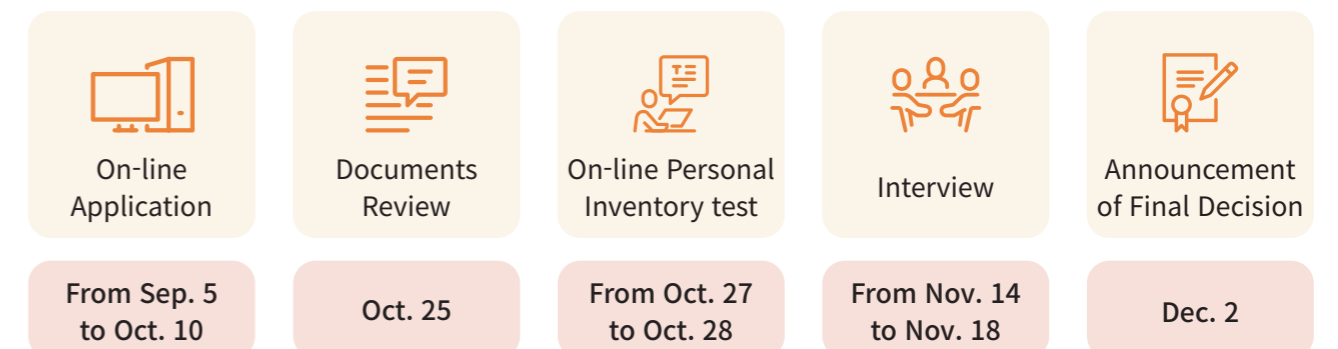 On-line
Application
Documents
Review
On-line Personal
Inventory test
Interview
Announcement
of Final Decision
From Sep. 5
to Oct. 10
Oct. 25
From Oct. 27
to Oct. 28
From Nov. 14
to Nov. 18
Dec. 2